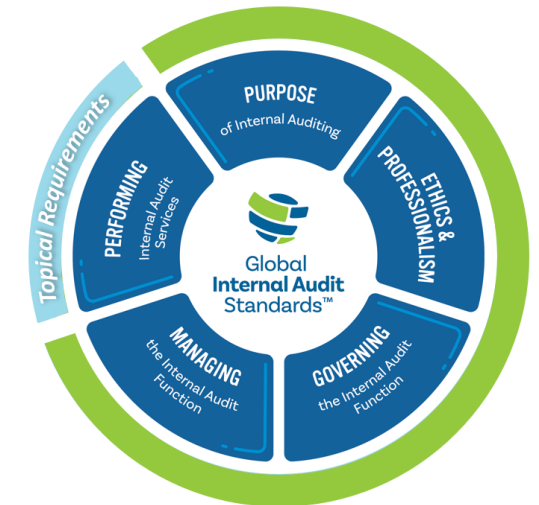 Topical Requirements
PURPOSE
of Internal Auditing
ETHICS &
PROFESSIONALISM
GOVERNING
the Internal Audit
Function
MANAGING
the Internal Audit
Function
PERFORMING
Internal Audit
Services
Global
Internal Audit
Standards™